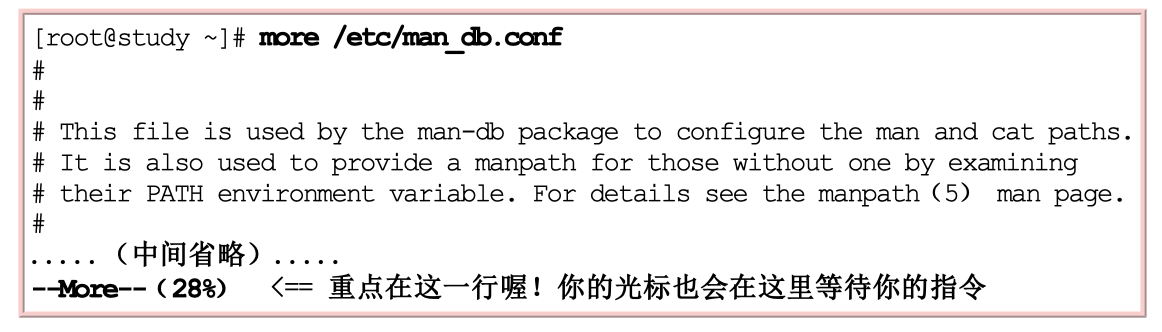 [root@study ~]# more /etc/man_db.conf
#
#
# This file is used by the man-db package to configure the man and cat paths.
# It is also used to provide a manpath for those without one by examining
# their PATH environment variable. For details see the manpath（5） man page.
#
.....（中间省略）.....
--More--（28%） <== 重点在这一行喔！你的光标也会在这里等待你的指令